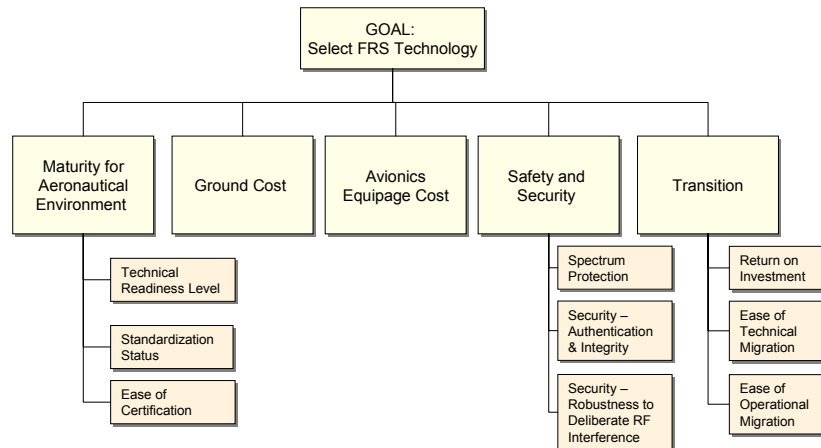 GOAL:
Select FRS Technology
Maturity for
Aeronautical
Environment
Ground Cost
Avionics
Equipage Cost
Safety and
Security
Transition
Technical
Readiness Level
Standardization
Status
Ease of
Certification
Spectrum
Protection
Security –
Authentication
& Integrity
Security –
Robustness to
Deliberate RF
Interference
Return on
Investment
Ease of
Technical
Migration
Ease of
Operational
Migration